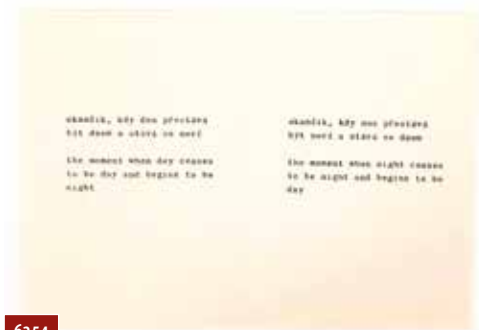 okamžik, kdy den přestává
být dnem a stává se nocí
the moment when day ceases
to be day and begins to be
night
okamžik, kdy noc přestává
být nocí a stává se dnem
the moment when night ceases
to be night and begins to be
day